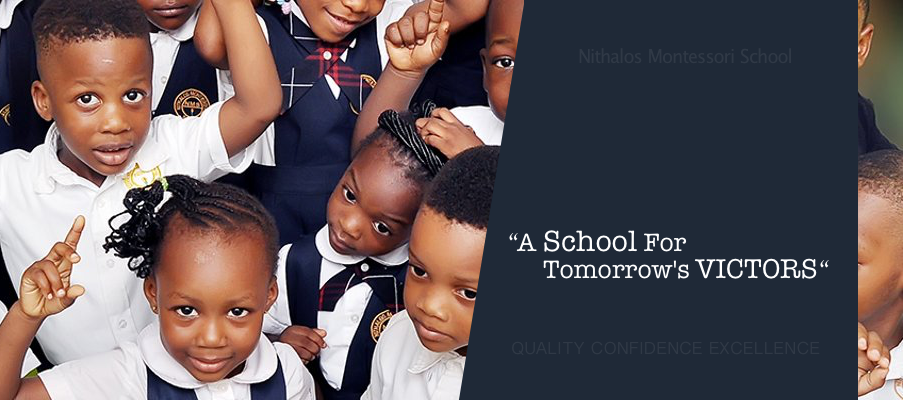 Nithalos Montessori School
“A School For
Tomorrow's VICTORS“
QUALITY CONFIDENCE EXCELLENCE